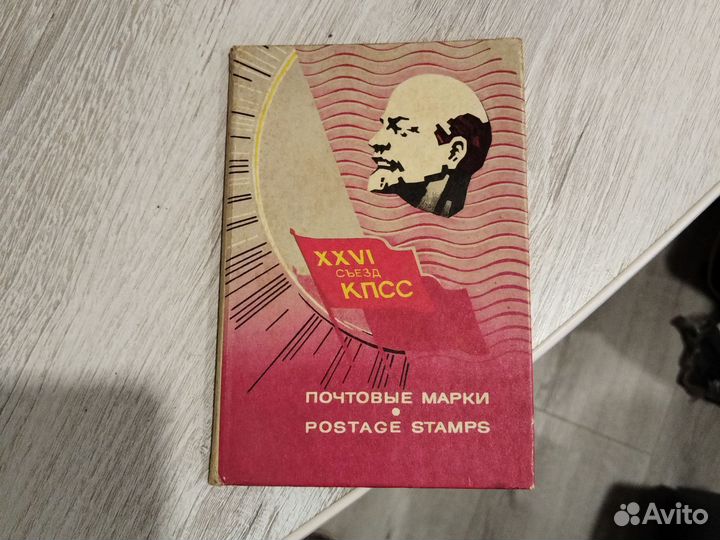 XXVI
СЪЕЗД
КПСС
ПОЧТОВЫЕ МАРКИ
•
POSTAGE STAMPS
Avito